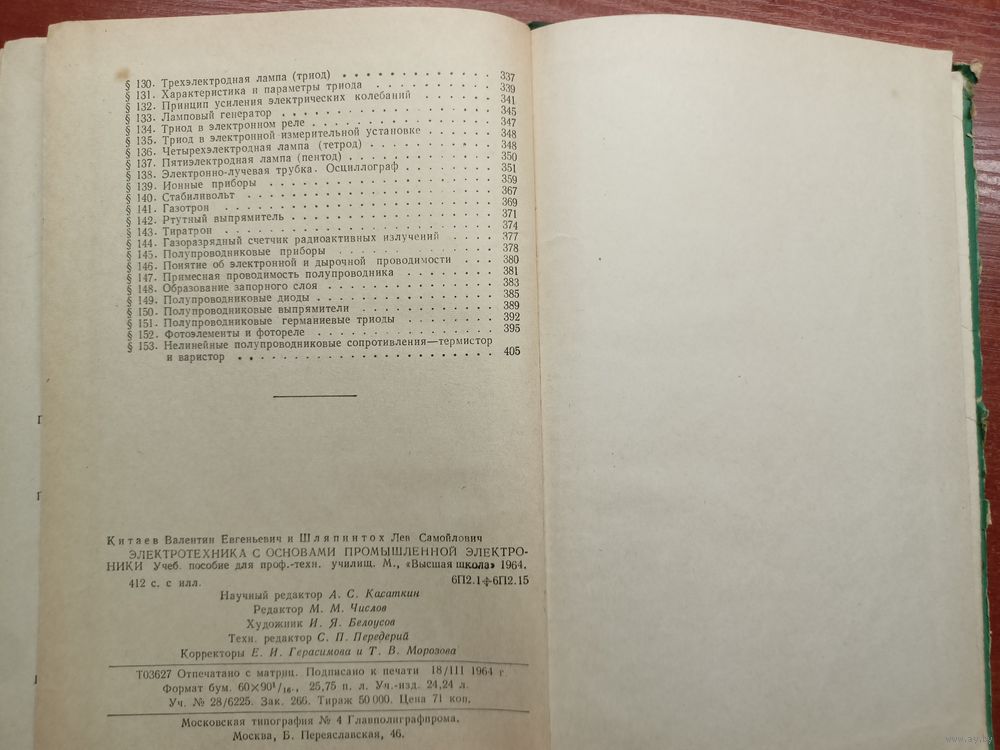 § 130. Трехэлектродная лампа (триод) . . . . . . . . . . . . . 337
§ 131. Характеристика и параметры триода . . . . . . . . . . . 339
§ 132. Принцип усиления электрических колебаний . . . . . . . 341
§ 133. Ламповый генератор . . . . . . . . . . . . . . . . . 345
§ 134. Триод в электронном реле . . . . . . . . . . . . . . . 347
§ 135. Триод в электронной измерительной установке . . . . . . 348
§ 136. Четырехэлектродная лампа (тетрод) . . . . . . . . . . . 348
§ 137. Пятиэлектродная лампа (пентод) . . . . . . . . . . . . 350
§ 138. Электронно-лучевая трубка. Осциллограф . . . . . . . . 351
§ 139. Ионные приборы . . . . . . . . . . . . . . . . . . . 359
§ 140. Стабиливольт . . . . . . . . . . . . . . . . . . . . 367
§ 141. Газотрон . . . . . . . . . . . . . . . . . . . . . . 369
§ 142. Ртутный выпрямитель . . . . . . . . . . . . . . . . . 371
§ 143. Тиратрон . . . . . . . . . . . . . . . . . . . . . . 374
§ 144. Газоразрядный счетчик радиоактивных излучений . . . . 377
§ 145. Полупроводниковые приборы . . . . . . . . . . . . . . 378
§ 146. Понятие об электронной и дырочной проводимости . . . 380
§ 147. Примесная проводимость полупроводника . . . . . . . . 381
§ 148. Образование запорного слоя . . . . . . . . . . . . . . 383
§ 149. Полупроводниковые диоды . . . . . . . . . . . . . . . 385
§ 150. Полупроводниковые выпрямители . . . . . . . . . . . . 389
§ 151. Полупроводниковые германиевые триоды . . . . . . . . 392
§ 152. Фотоэлементы и фотореле . . . . . . . . . . . . . . . 395
§ 153. Нелинейные полупроводниковые сопротивления—термистор
и варистор . . . . . . . . . . . . . . . . . . . . . 405
Китаев Валентин Евгеньевич и Шляпинтох Лев Самойлович
ЭЛЕКТРОТЕХНИКА С ОСНОВАМИ ПРОМЫШЛЕННОЙ ЭЛЕКТРО-
НИКИ Учеб. пособие для проф.-техн. училищ. М., «Высшая школа» 1964.
412 с. с илл. 6П2.1+6П2.15
Научный редактор А. С. Касаткин
Редактор М. М. Числов
Художник И. Я. Белоусов
Техн. редактор С. П. Передерий
Корректоры Е. И. Герасимова и Т. В. Морозова
Т03627 Отпечатано с матриц. Подписано к печати 18/III 1964 г
Формат бум. 60×90¹/₁₆., 25,75 п. л. Уч.-изд. 24,24 л.
Уч. № 28/6225. Зак. 266. Тираж 50 000. Цена 71 коп.
Московская типография № 4 Главполиграфпрома.
Москва, Б. Переяславская, 46.
www.ay.by